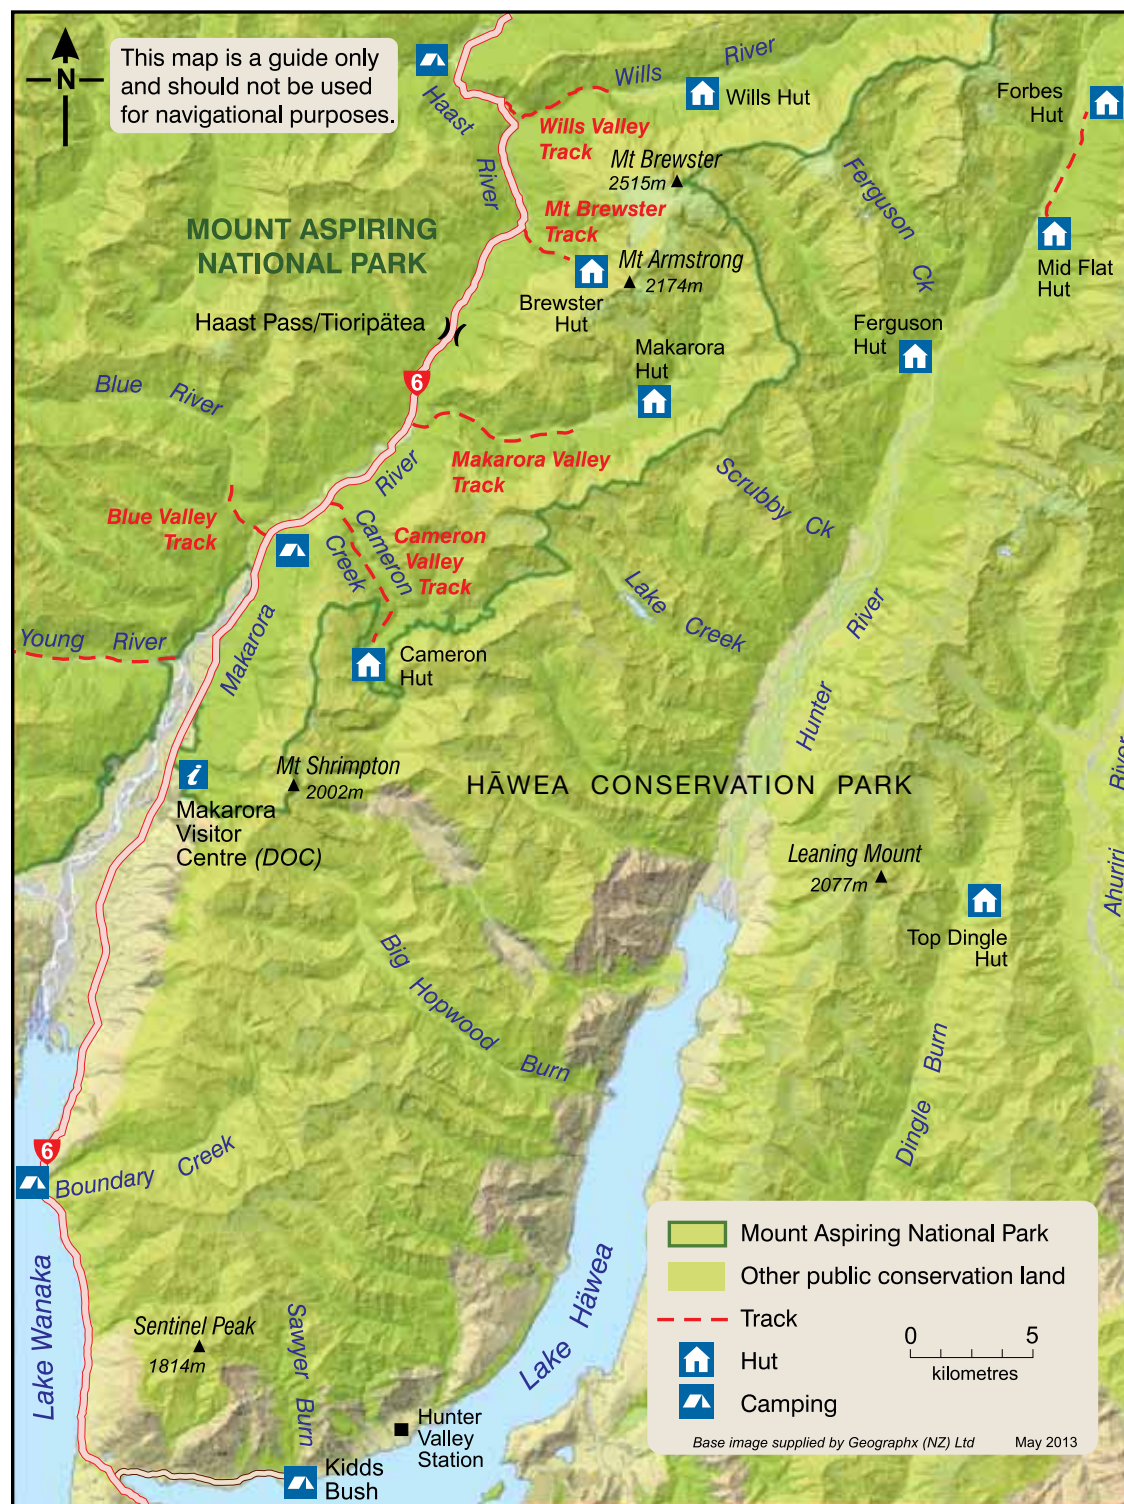 N
This map is a guide only
and should not be used
for navigational purposes.
Haast
River
Wills River
Wills Hut
Forbes
Hut
Wills Valley
Track
Mt Brewster
2515m
Ferguson Ck
Mt Brewster
Track
MOUNT ASPIRING
NATIONAL PARK
Mt Armstrong
2174m
Mid Flat
Hut
Brewster
Hut
Haast Pass/Tioripätea
Makarora
Hut
Ferguson
Hut
6
Blue River
Makarora Valley
Track
River
Scrubby Ck
Blue Valley
Track
Cameron
Creek
Cameron
Valley
Track
Lake Creek
River
Young River
Makarora
Cameron
Hut
Hunter
River
Mt Shrimpton
2002m
HĀWEA CONSERVATION PARK
Makarora
Visitor
Centre (DOC)
Leaning Mount
2077m
Ahuriri
Top Dingle
Hut
Big Hopwood Burn
Dingle Burn
6
Boundary Creek
Lake Wanaka
Sentinel Peak
1814m
Sawyer Burn
Lake Häwea
Hunter
Valley
Station
Kidds
Bush
Mount Aspiring National Park
Other public conservation land
Track
Hut
Camping
0 5
kilometres
Base image supplied by Geographx (NZ) Ltd May 2013